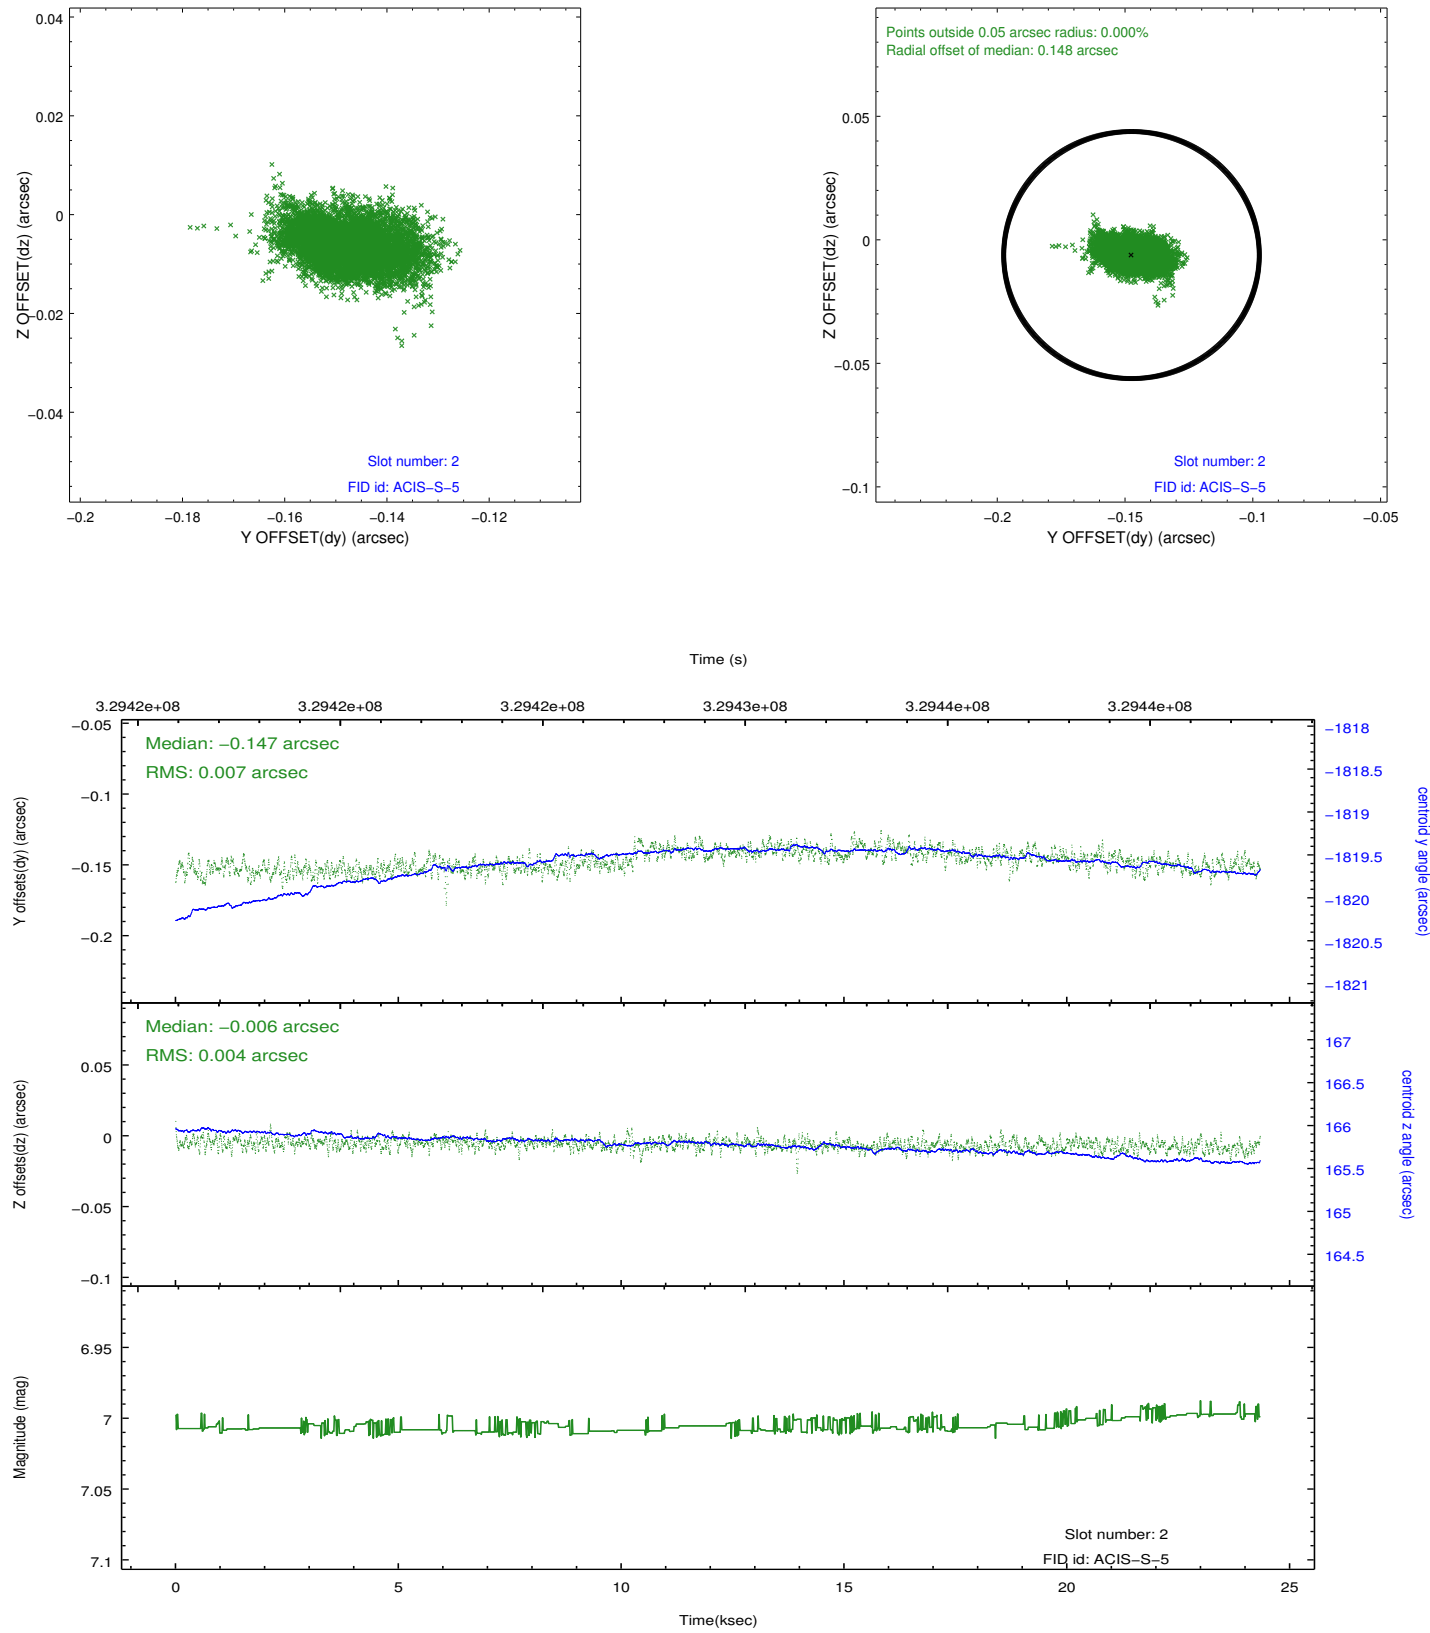 0.04
0.02
0
−0.02
−0.04
Z OFFSET(dz) (arcsec)
Slot number: 2
FID id: ACIS−S−5
−0.2 −0.18 −0.16 −0.14 −0.12
Y OFFSET(dy) (arcsec)
Points outside 0.05 arcsec radius: 0.000%
Radial offset of median: 0.148 arcsec
0.05
0
−0.05
−0.1
Z OFFSET(dz) (arcsec)
Slot number: 2
FID id: ACIS−S−5
−0.2 −0.15 −0.1 −0.05
Y OFFSET(dy) (arcsec)
Time (s)
3.2942e+08 3.2942e+08 3.2942e+08 3.2943e+08 3.2944e+08 3.2944e+08
Median: −0.147 arcsec
RMS: 0.007 arcsec
−0.05
−0.1
−0.15
−0.2
Y offsets(dy) (arcsec)
−1818
−1818.5
−1819
−1819.5
−1820
−1820.5
−1821
centroid y angle (arcsec)
Median: −0.006 arcsec
RMS: 0.004 arcsec
0.05
0
−0.05
−0.1
Z offsets(dz) (arcsec)
167
166.5
166
165.5
165
164.5
centroid z angle (arcsec)
6.95
7
7.05
7.1
Magnitude (mag)
Slot number: 2
FID id: ACIS−S−5
0 5 10 15 20 25
Time(ksec)